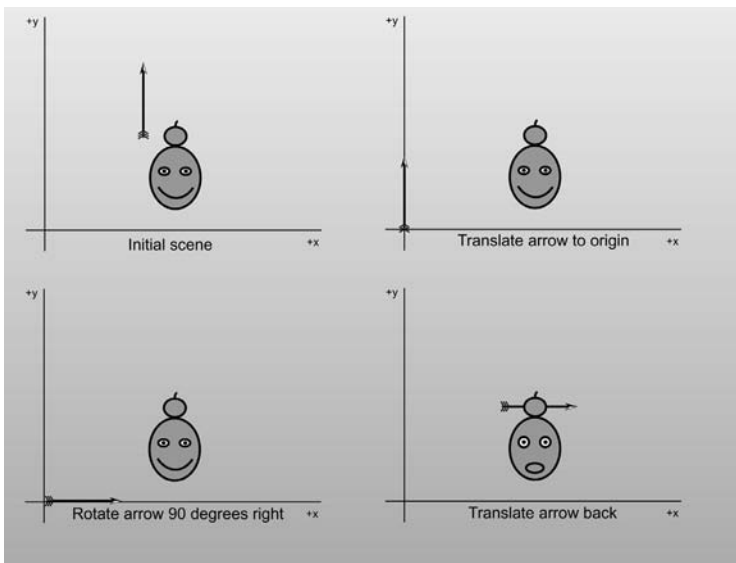 +y
Initial scene
+x
+y
Translate arrow to origin
+x
+y
Rotate arrow 90 degrees right
+x
+y
Translate arrow back
+x